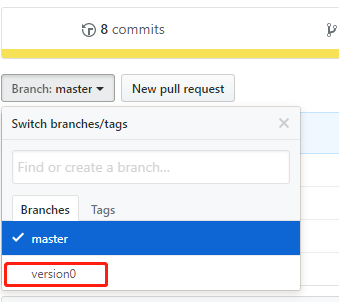 8 commits
Branch: master
New pull request
Switch branches/tags
Find or create a branch...
Branches
Tags
master
version0